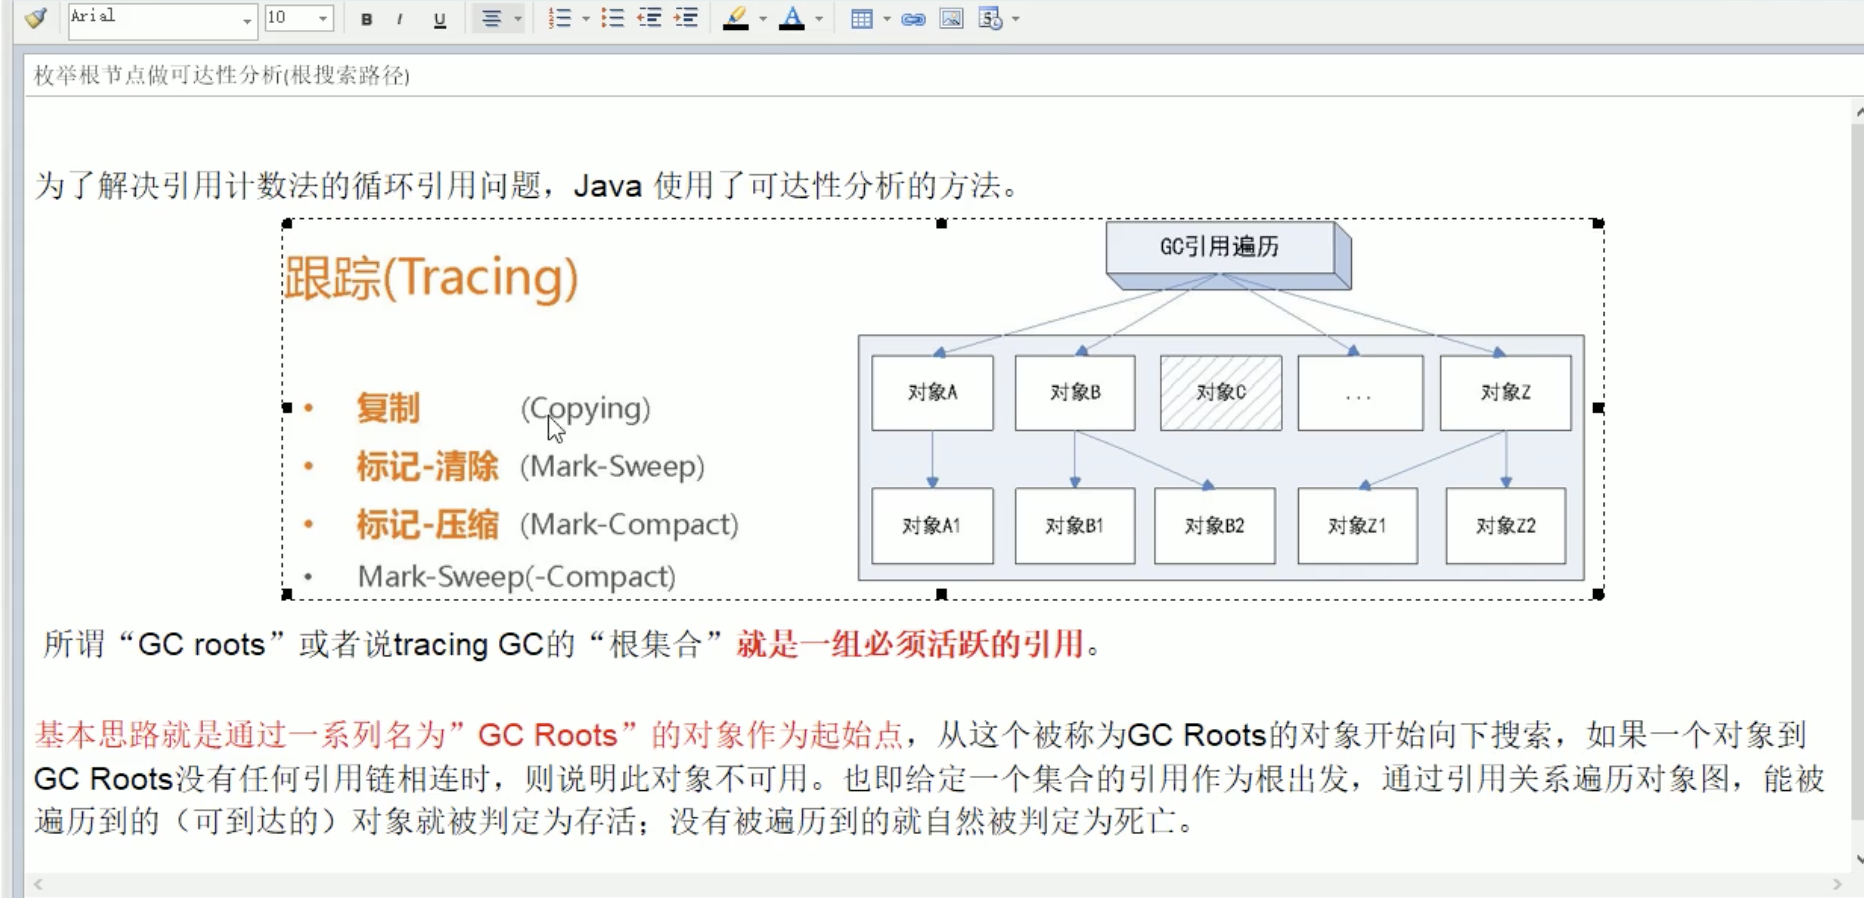 Arial 10 B I U A
枚举根节点做可达性分析(根搜索路径)
为了解决引用计数法的循环引用问题，Java 使用了可达性分析的方法。
跟踪(Tracing)
• 复制 (Copying)
• 标记-清除 (Mark-Sweep)
• 标记-压缩 (Mark-Compact)
• Mark-Sweep(-Compact)
GC引用遍历
对象A 对象B 对象C ... 对象Z
对象A1 对象B1 对象B2 对象Z1 对象Z2
所谓“GC roots”或者说tracing GC的“根集合”就是一组必须活跃的引用。
基本思路就是通过一系列名为”GC Roots”的对象作为起始点，从这个被称为GC Roots的对象开始向下搜索，如果一个对象到
GC Roots没有任何引用链相连时，则说明此对象不可用。也即给定一个集合的引用作为根出发，通过引用关系遍历对象图，能被
遍历到的（可到达的）对象就被判定为存活；没有被遍历到的就自然被判定为死亡。